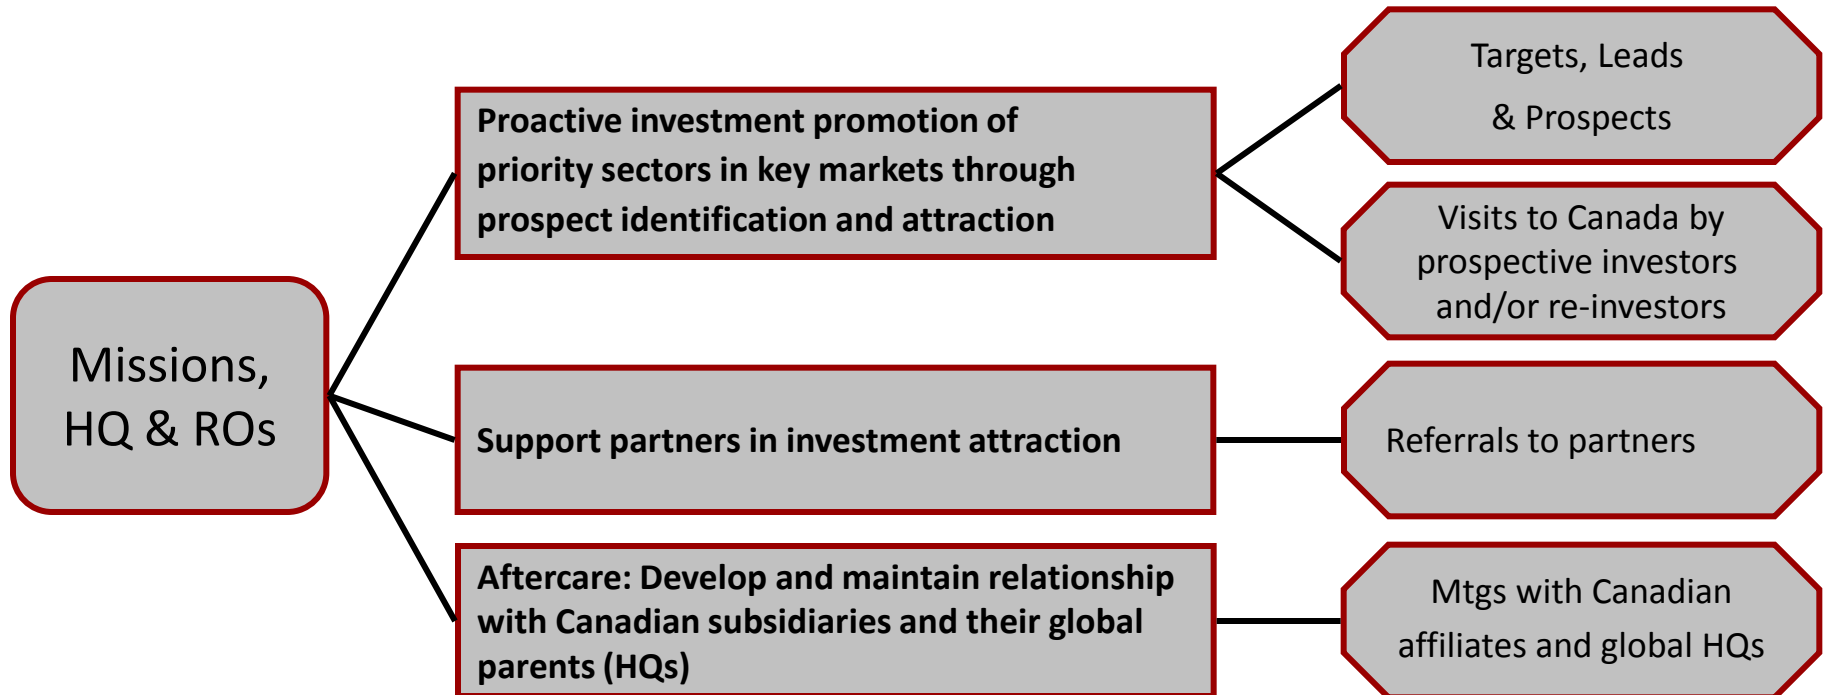 Missions,
HQ & ROs
Proactive investment promotion of
priority sectors in key markets through
prospect identification and attraction
Targets, Leads
& Prospects
Visits to Canada by
prospective investors
and/or re-investors
Support partners in investment attraction
Referrals to partners
Aftercare: Develop and maintain relationship
with Canadian subsidiaries and their global
parents (HQs)
Mtgs with Canadian
affiliates and global HQs